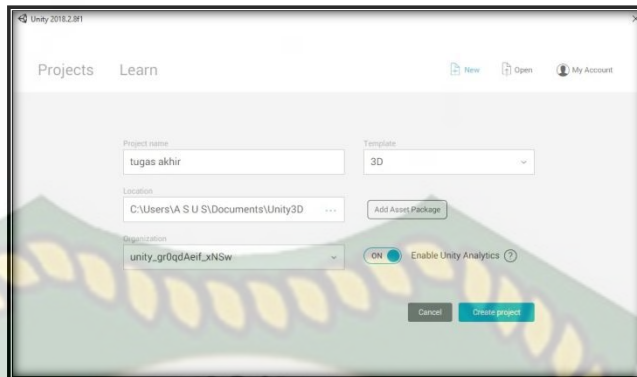 Unity 2018.2.8f1
Projects Learn New Open My Account
Project name Template
tugas akhir 3D
Location
C:\Users\A S U S\Documents\Unity3D ... Add Asset Package
Organization
unity_gr0qdAeif_xNSw ON Enable Unity Analytics ?
Cancel Create project